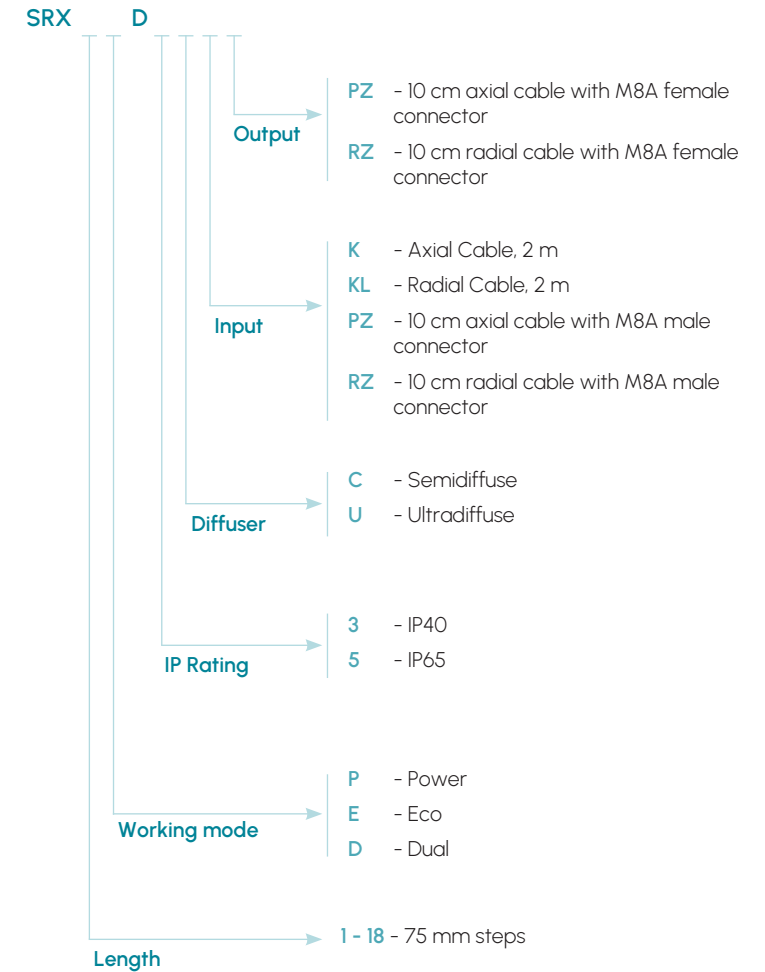 SRX D
PZ - 10 cm axial cable with M8A female
connector
Output
RZ - 10 cm radial cable with M8A female
connector
K - Axial Cable, 2 m
KL - Radial Cable, 2 m
Input
PZ - 10 cm axial cable with M8A male
connector
RZ - 10 cm radial cable with M8A male
connector
C - Semidiffuse
U - Ultradiffuse
Diffuser
3 - IP40
5 - IP65
IP Rating
P - Power
E - Eco
Working mode
D - Dual
1 - 18 - 75 mm steps
Length